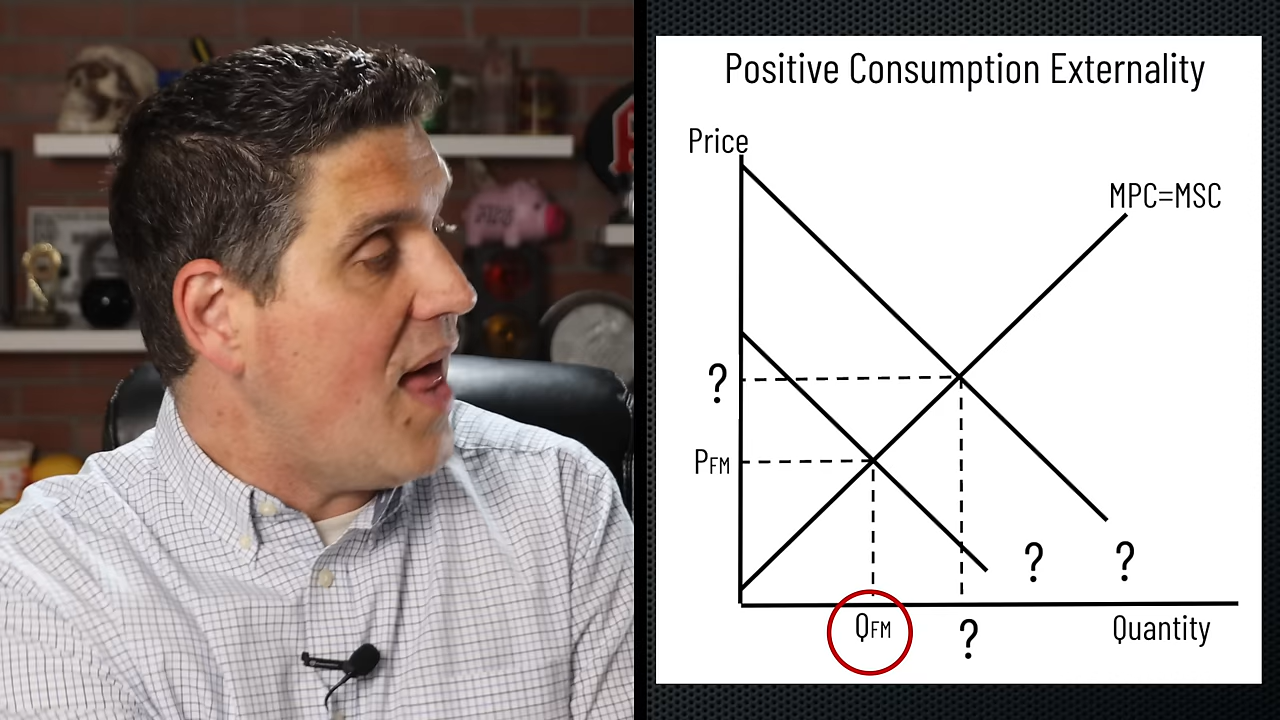 Positive Consumption Externality
Price
MPC=MSC
?
PFM
? ?
QFM
?
Quantity